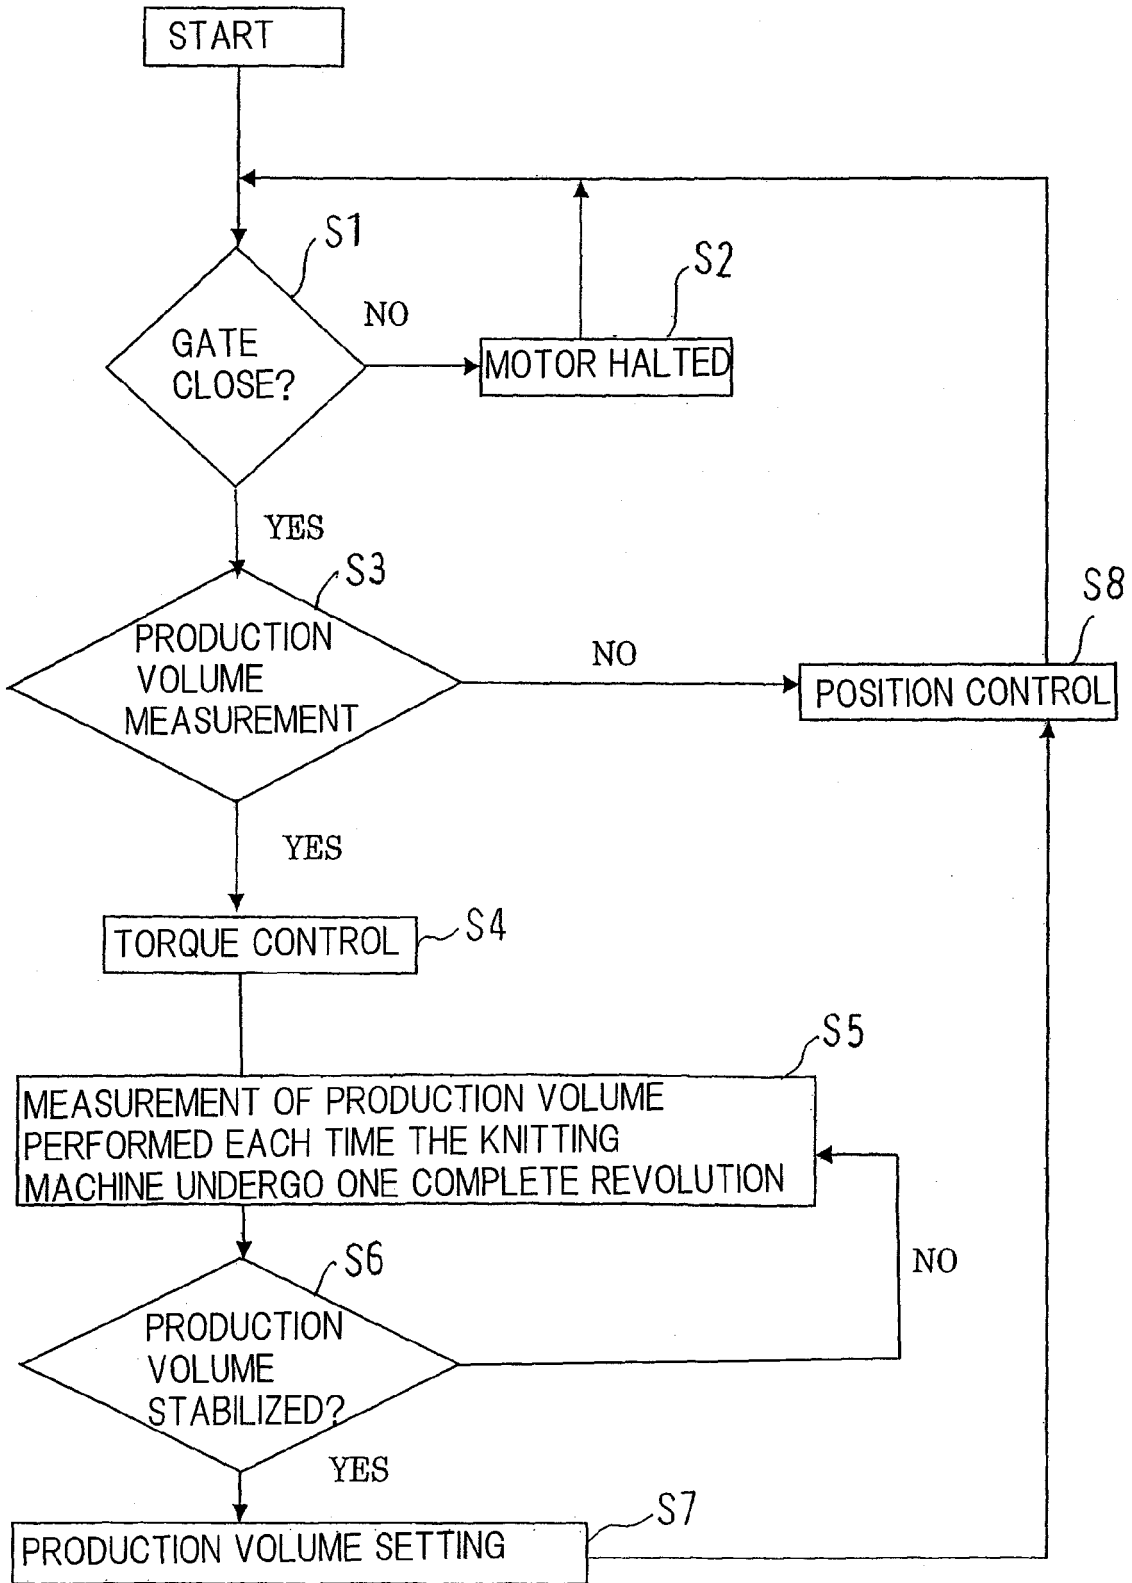 START
S1
S2
NO
GATE
CLOSE?
MOTOR HALTED
YES
S3
S8
PRODUCTION
VOLUME
MEASUREMENT
NO
POSITION CONTROL
YES
TORQUE CONTROL
S4
S5
MEASUREMENT OF PRODUCTION VOLUME
PERFORMED EACH TIME THE KNITTING
MACHINE UNDERGO ONE COMPLETE REVOLUTION
S6
NO
PRODUCTION
VOLUME
STABILIZED?
YES
S7
PRODUCTION VOLUME SETTING